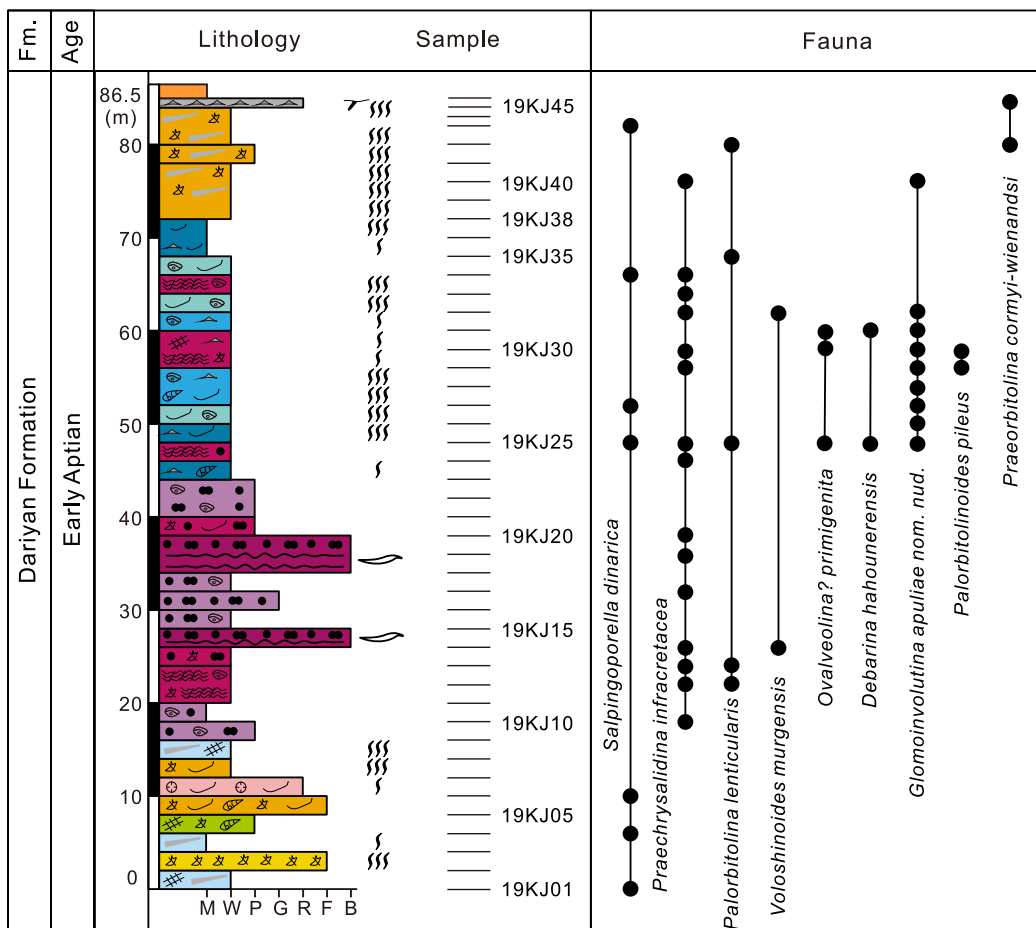 Fm.
Age
Lithology
Sample
Fauna
Dariyan Formation
Early Aptian
86.5
(m)
80
70
60
50
40
30
20
10
0
M W P G R F B
19KJ45
19KJ40
19KJ38
19KJ35
19KJ30
19KJ25
19KJ20
19KJ15
19KJ10
19KJ05
19KJ01
Salpingoporella dinarica
Praechrysalidina infracretacea
Palorbitolina lenticularis
Voloshinoides murgensis
Ovalveolina? primigenita
Debarina hahounerensis
Glomoinvolutina apuliae nom. nud.
Palorbitolinoides pileus
Praeorbitolina cormyi-wienandsi